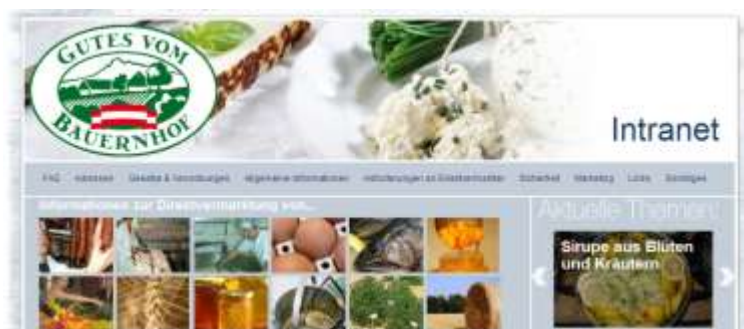 GUTES VOM
BAUERNHOF
Intranet
FAQ Adressen Gesetze & Verordnungen Allgemeine Informationen Anforderungen an Direktvermarkter Sicherheit Marketing Links Sonstiges
Informationen zur Direktvermarktung von...
Aktuelle Themen:
Sirupe aus Blüten
und Kräutern